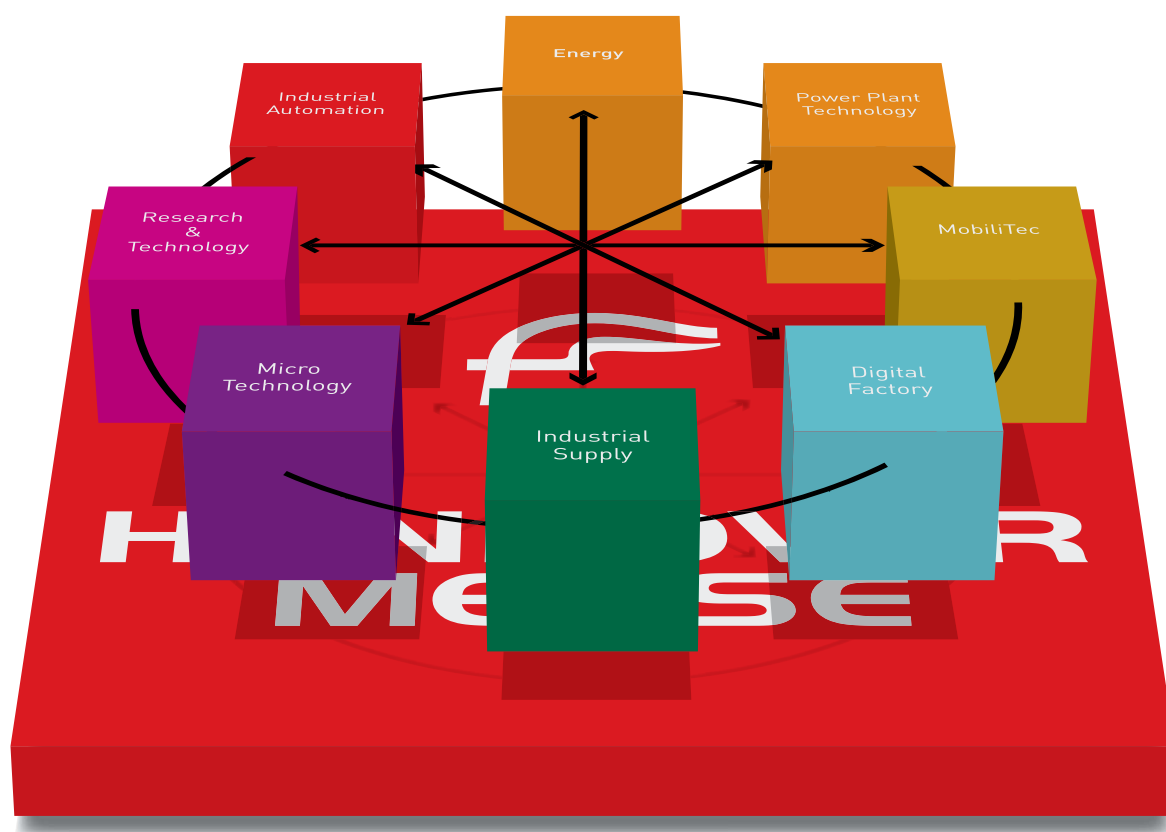 Energy
Industrial
Automation
Power Plant
Technology
Research
&
Technology
MobiliTec
Micro
Technology
Digital
Factory
Industrial
Supply